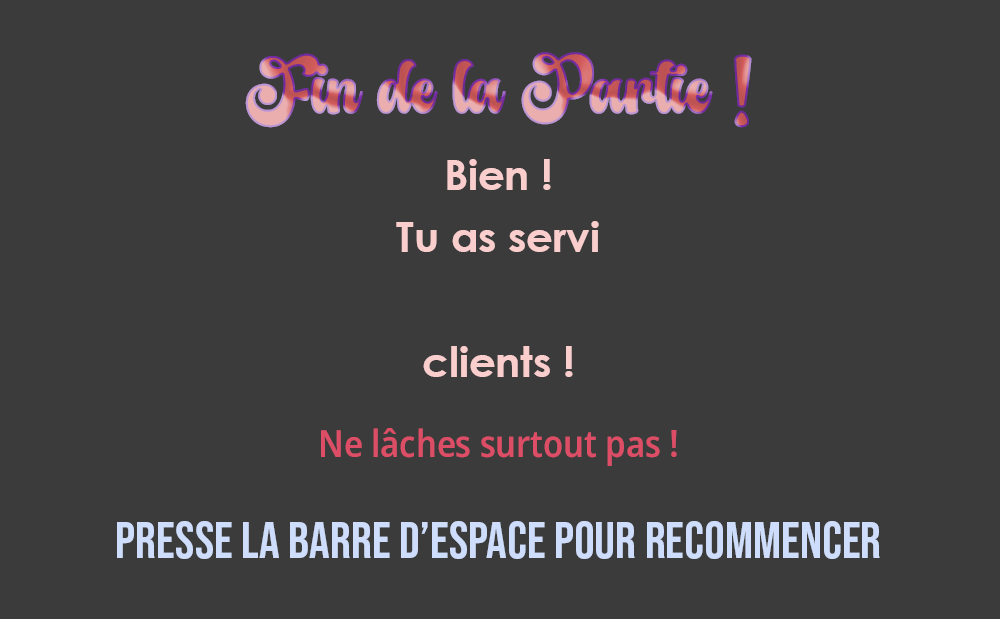 Fin de la Partie !
Bien !
Tu as servi
clients !
Ne lâches surtout pas !
PRESSE LA BARRE D’ESPACE POUR RECOMMENCER